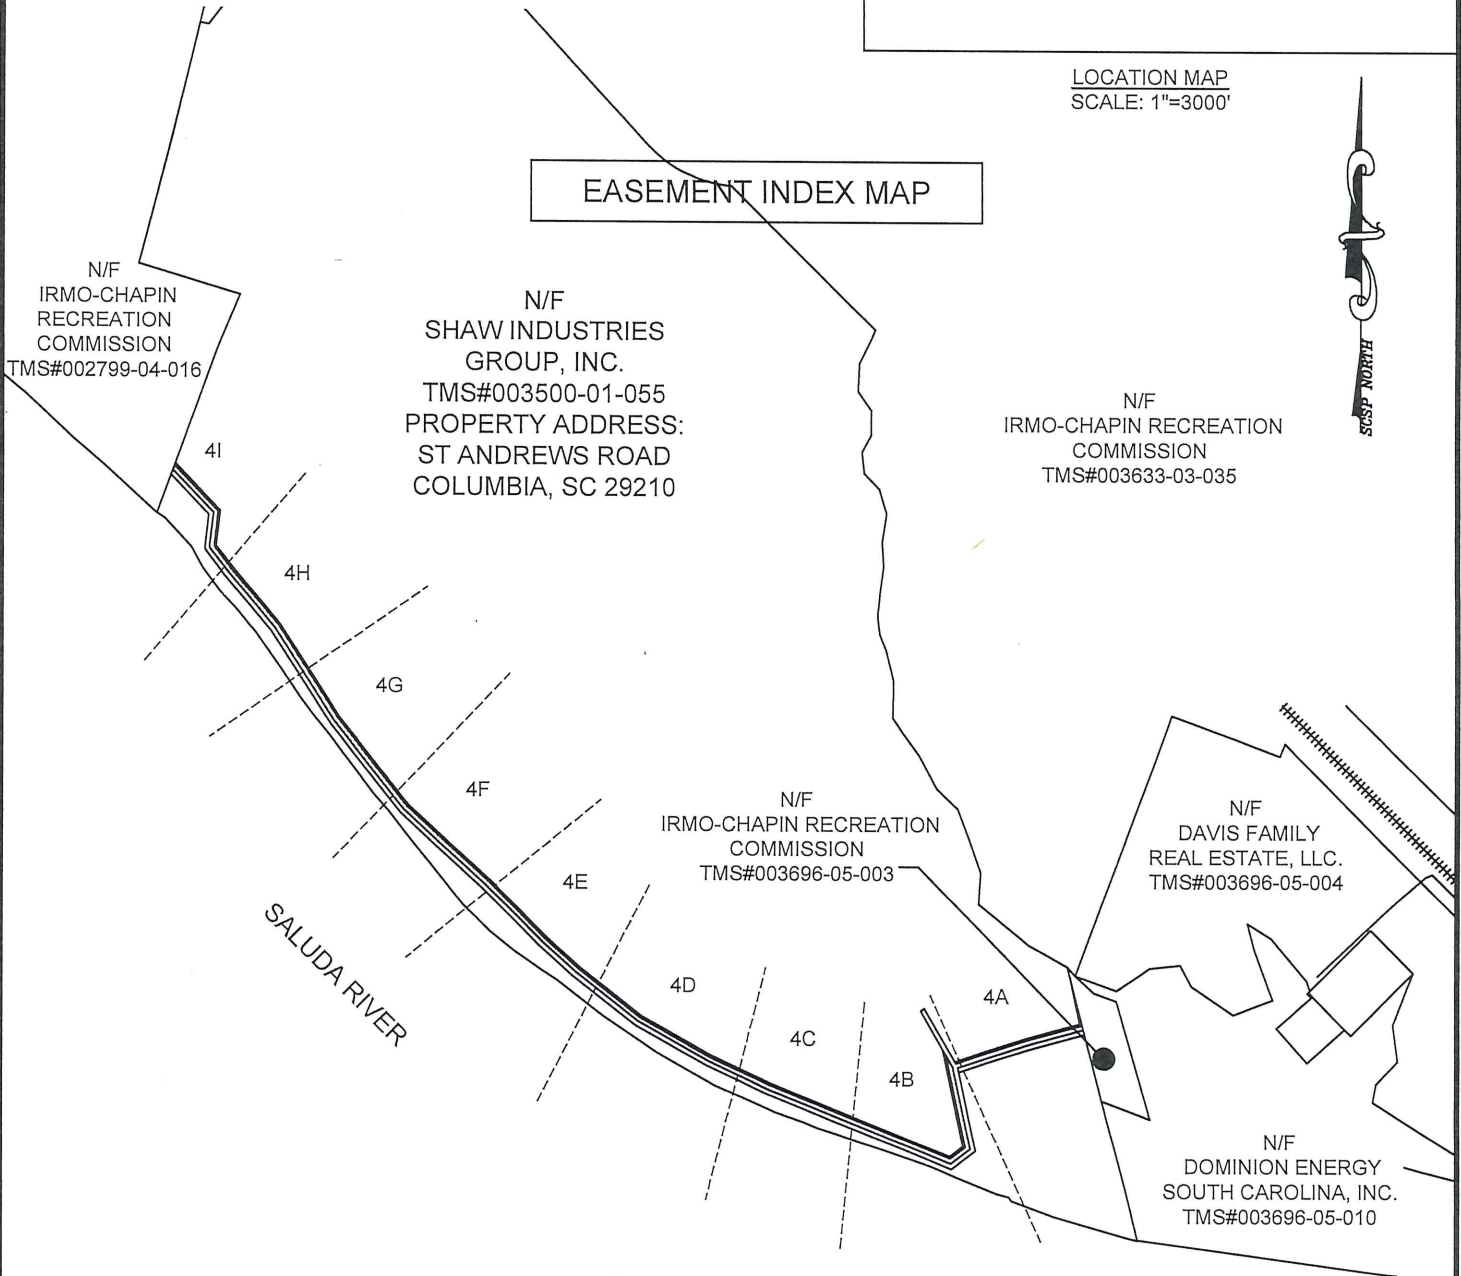 LOCATION MAP
SCALE: 1"=3000'
EASEMENT INDEX MAP
N/F
IRMO-CHAPIN
RECREATION
COMMISSION
TMS#002799-04-016
N/F
SHAW INDUSTRIES
GROUP, INC.
TMS#003500-01-055
PROPERTY ADDRESS:
ST ANDREWS ROAD
COLUMBIA, SC 29210
SCSP NORTH
N/F
IRMO-CHAPIN RECREATION
COMMISSION
TMS#003633-03-035
4I
4H
4G
4F
4E
4D
4C
4B
4A
N/F
IRMO-CHAPIN RECREATION
COMMISSION
TMS#003696-05-003
N/F
DAVIS FAMILY
REAL ESTATE, LLC.
TMS#003696-05-004
SALUDA RIVER
N/F
DOMINION ENERGY
SOUTH CAROLINA, INC.
TMS#003696-05-010